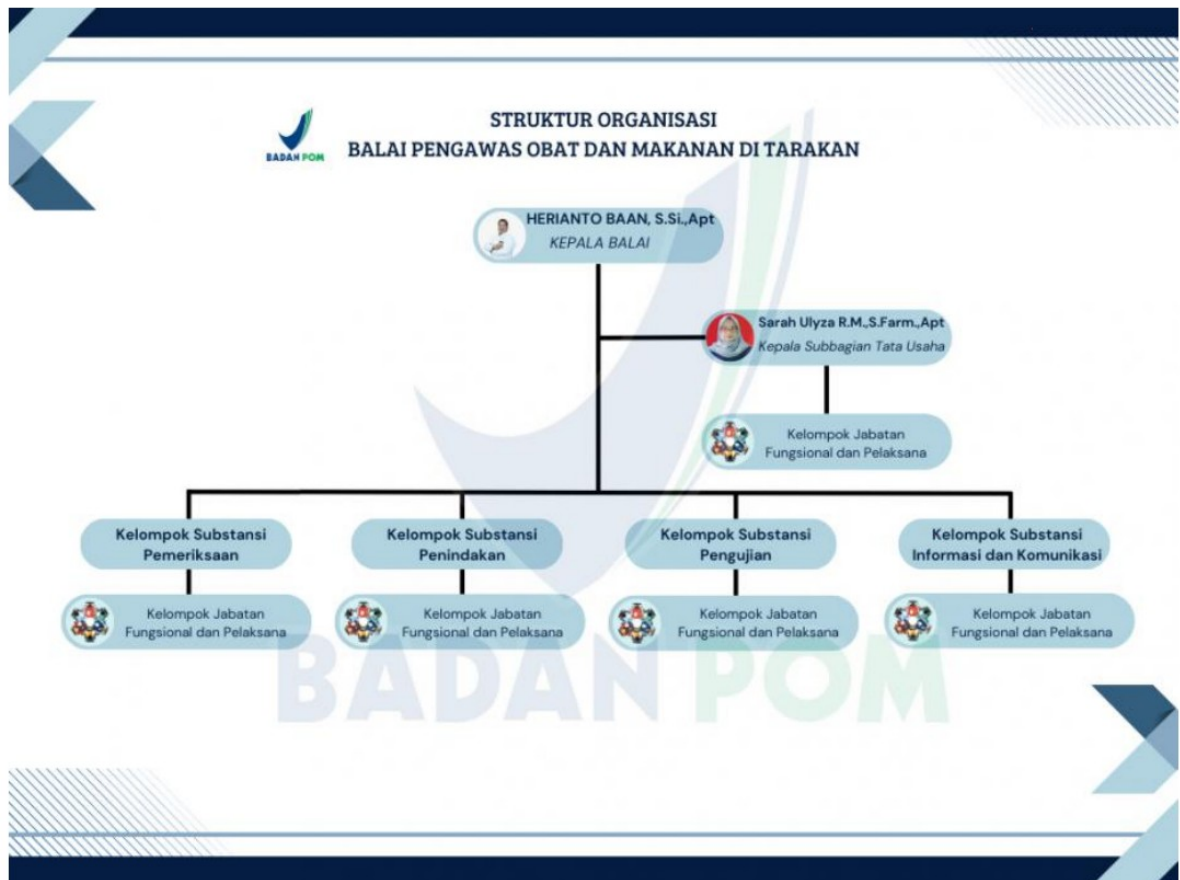 STRUKTUR ORGANISASI
BADAN POM
BALAI PENGAWAS OBAT DAN MAKANAN DI TARAKAN
HERIANTO BAAN, S.Si.,Apt
KEPALA BALAI
Sarah Ulyza R.M.,S.Farm.,Apt
Kepala Subbagian Tata Usaha
Kelompok Jabatan
Fungsional dan Pelaksana
Kelompok Substansi
Pemeriksaan
Kelompok Substansi
Penindakan
Kelompok Substansi
Pengujian
Kelompok Substansi
Informasi dan Komunikasi
Kelompok Jabatan
Fungsional dan Pelaksana
Kelompok Jabatan
Fungsional dan Pelaksana
Kelompok Jabatan
Fungsional dan Pelaksana
Kelompok Jabatan
Fungsional dan Pelaksana
BADAN POM